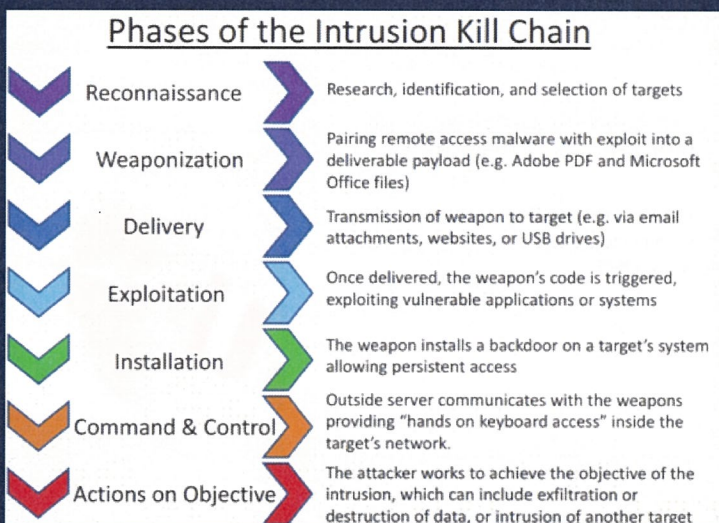 Phases of the Intrusion Kill Chain
Reconnaissance
Research, identification, and selection of targets
Weaponization
Pairing remote access malware with exploit into a
deliverable payload (e.g. Adobe PDF and Microsoft
Office files)
Delivery
Transmission of weapon to target (e.g. via email
attachments, websites, or USB drives)
Exploitation
Once delivered, the weapon's code is triggered,
exploiting vulnerable applications or systems
Installation
The weapon installs a backdoor on a target's system
allowing persistent access
Command & Control
Outside server communicates with the weapons
providing "hands on keyboard access" inside the
target's network.
Actions on Objective
The attacker works to achieve the objective of the
intrusion, which can include exfiltration or
destruction of data, or intrusion of another target